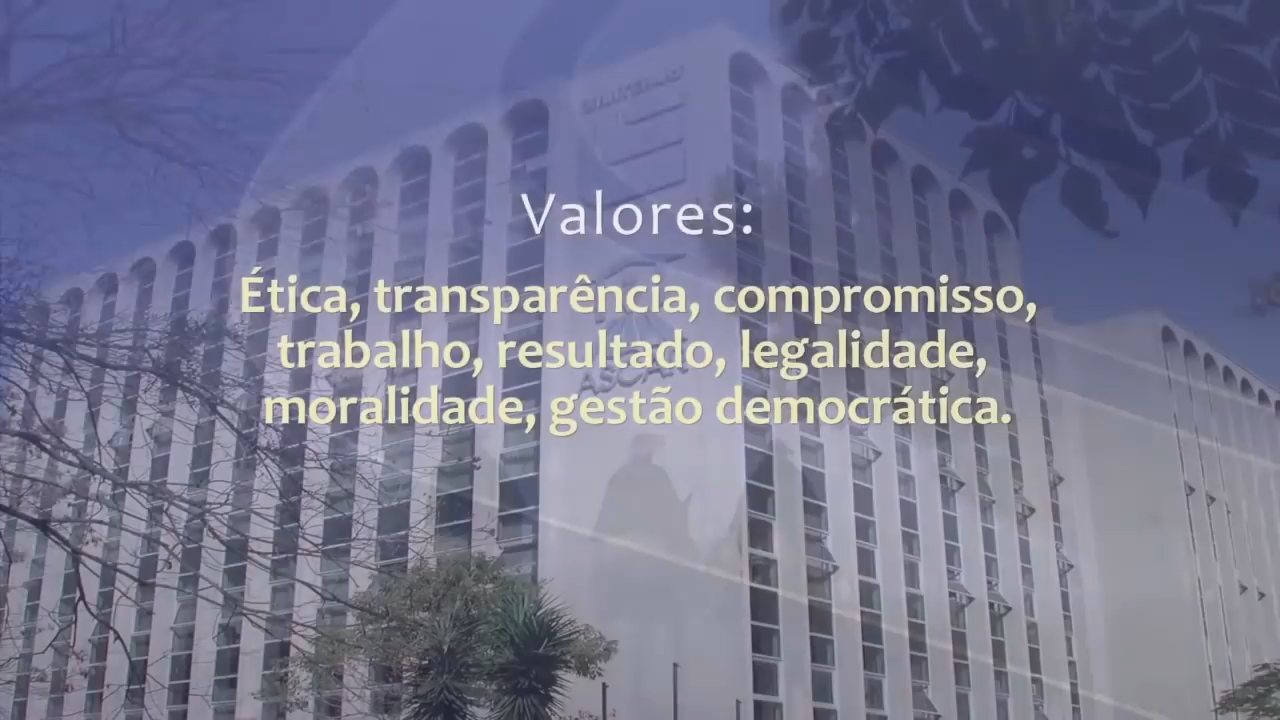 Valores:
Ética, transparência, compromisso,
trabalho, resultado, legalidade,
moralidade, gestão democrática.